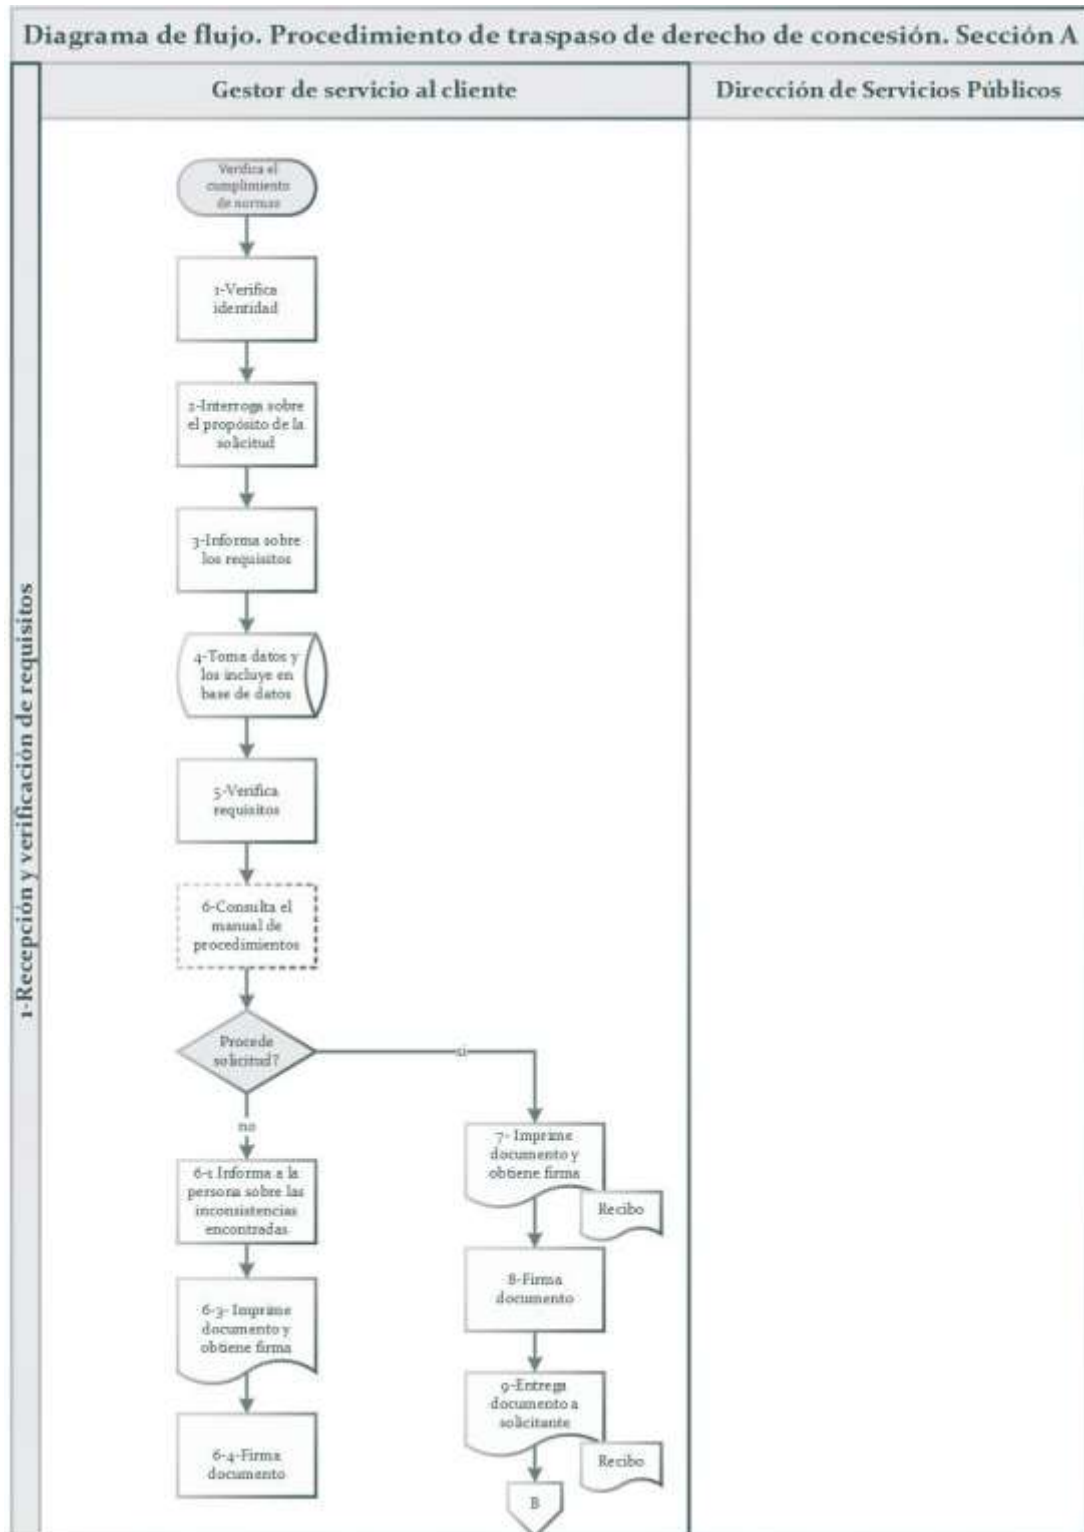 Diagrama de flujo. Procedimiento de traspaso de derecho de concesión. Sección A
Gestor de servicio al cliente
Dirección de Servicios Públicos
1-Recepción y verificación de requisitos
Verifica el
cumplimiento
de normas
1-Verifica
identidad
2-Interroga sobre
el propósito de la
solicitud
3-Informa sobre
los requisitos
4-Toma datos y
los incluye en
base de datos
5-Verifica
requisitos
6-Consulta el
manual de
procedimientos
Procede
solicitud?
si
no
6-1 Informa a la
persona sobre las
inconsistencias
encontradas
6-3- Imprime
documento y
obtiene firma
6-4-Firma
documento
7- Imprime
documento y
obtiene firma
Recibo
8-Firma
documento
9-Entrega
documento a
solicitante
Recibo
B